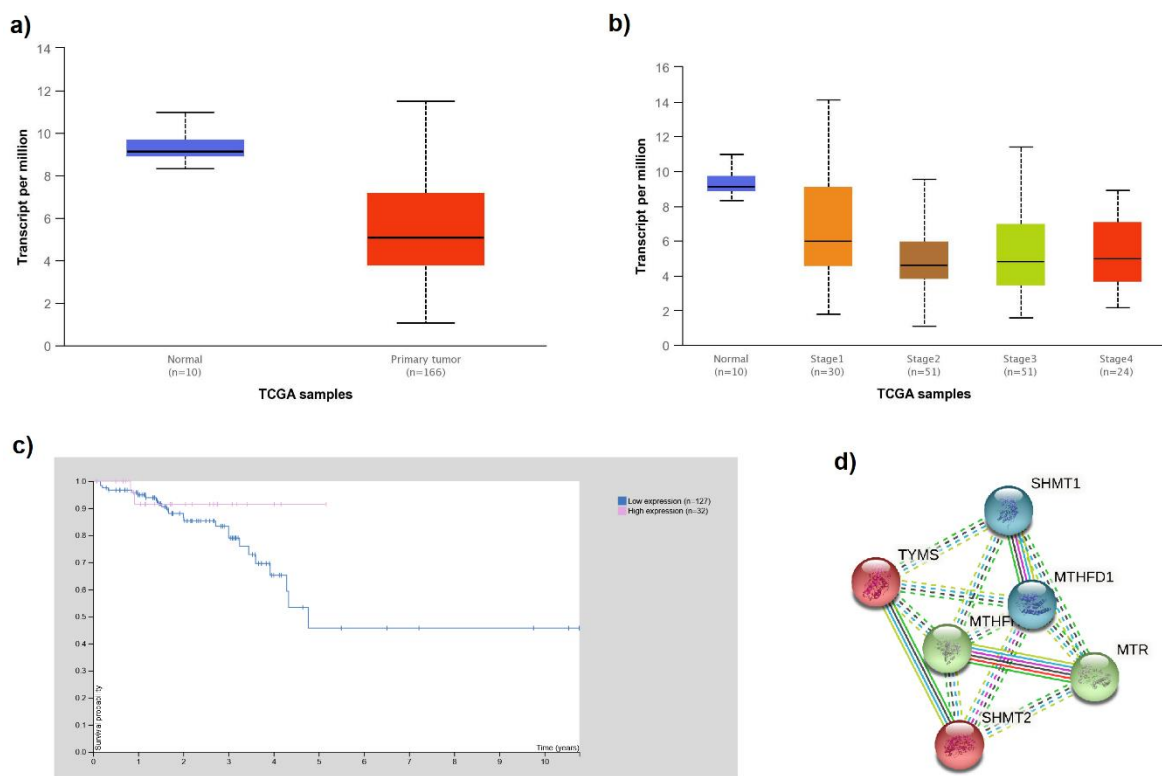 a)
Transcript per million
14
12
10
8
6
4
2
0
Normal
(n=10)
Primary tumor
(n=166)
TCGA samples
b)
Transcript per million
16
14
12
10
8
6
4
2
0
Normal
(n=10)
Stage1
(n=30)
Stage2
(n=51)
Stage3
(n=51)
Stage4
(n=24)
TCGA samples
c)
1.0
0.9
0.8
0.7
0.6
0.5
0.4
0.3
0.2
0.1
0.0
Survival probability
Time (years)
0 1 2 3 4 5 6 7 8 9 10
Low expression (n=127)
High expression (n=32)
d)
SHMT1
TYMS
MTHFD1
MTHF
MTR
SHMT2